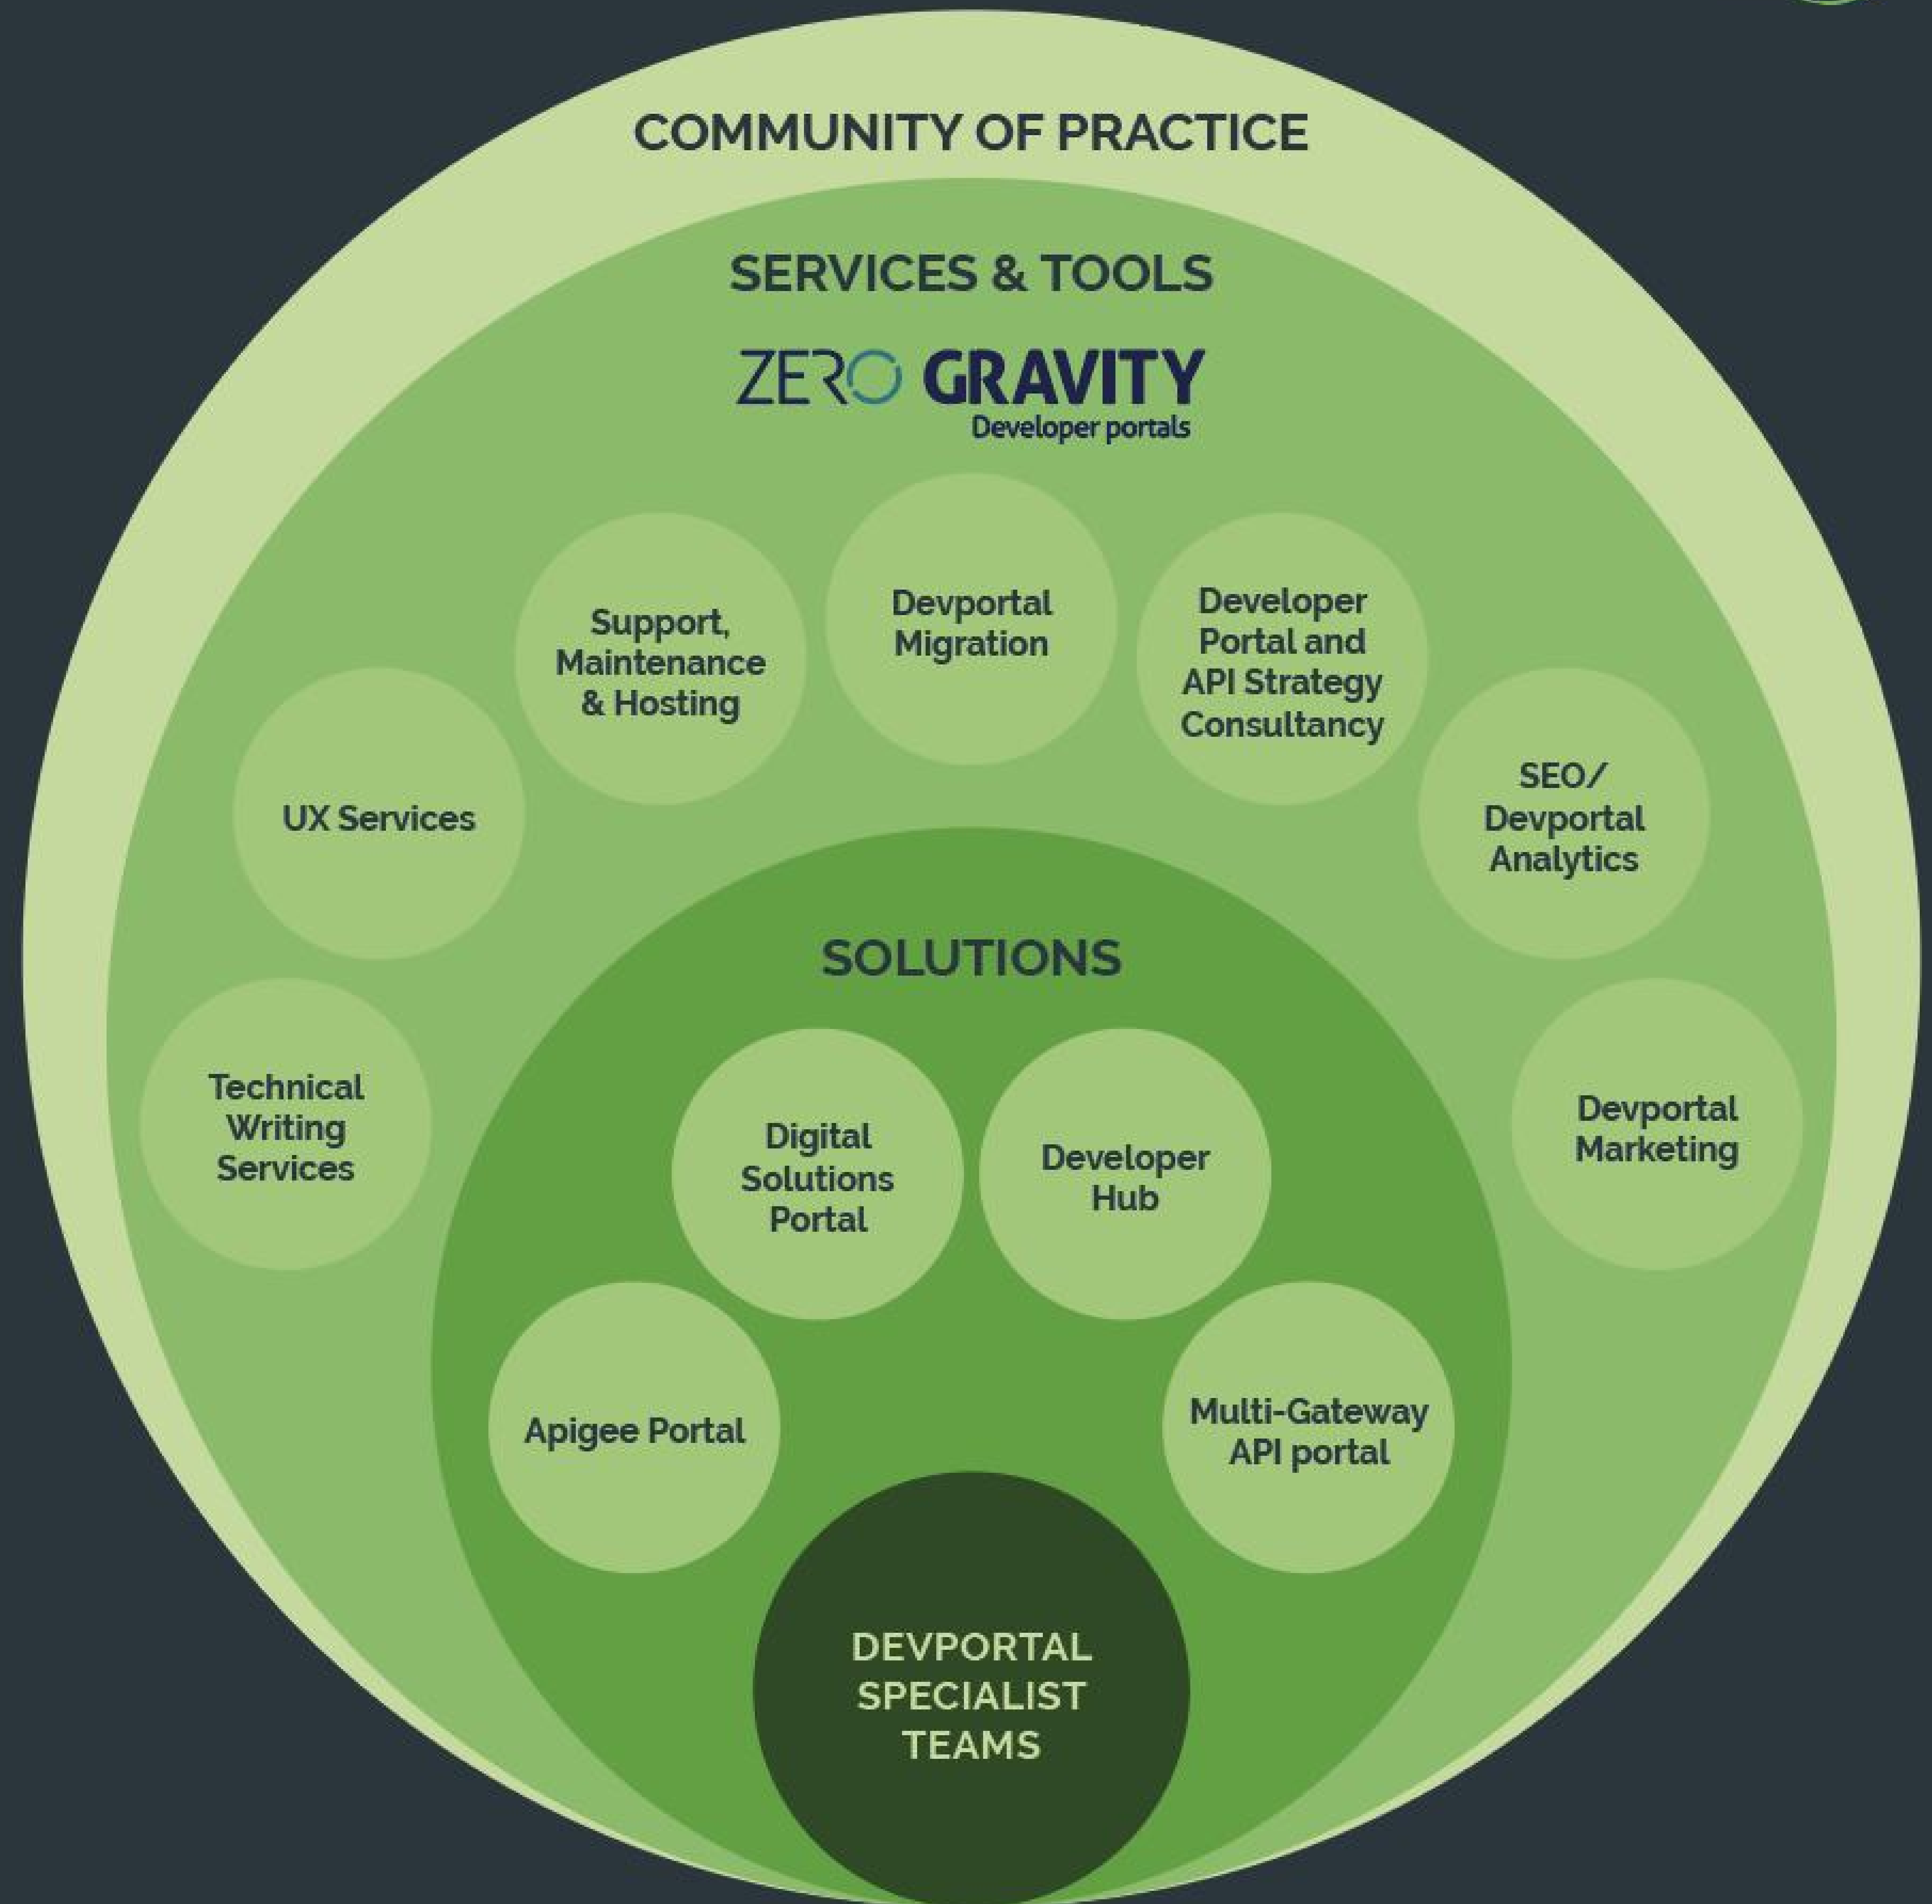 COMMUNITY OF PRACTICE
SERVICES & TOOLS
ZERO GRAVITY
Developer portals
Devportal
Migration
Support,
Maintenance
& Hosting
Developer
Portal and
API Strategy
Consultancy
UX Services
SEO/
Devportal
Analytics
Technical
Writing
Services
Devportal
Marketing
SOLUTIONS
Digital
Solutions
Portal
Developer
Hub
Apigee Portal
Multi-Gateway
API portal
DEVPORTAL
SPECIALIST
TEAMS